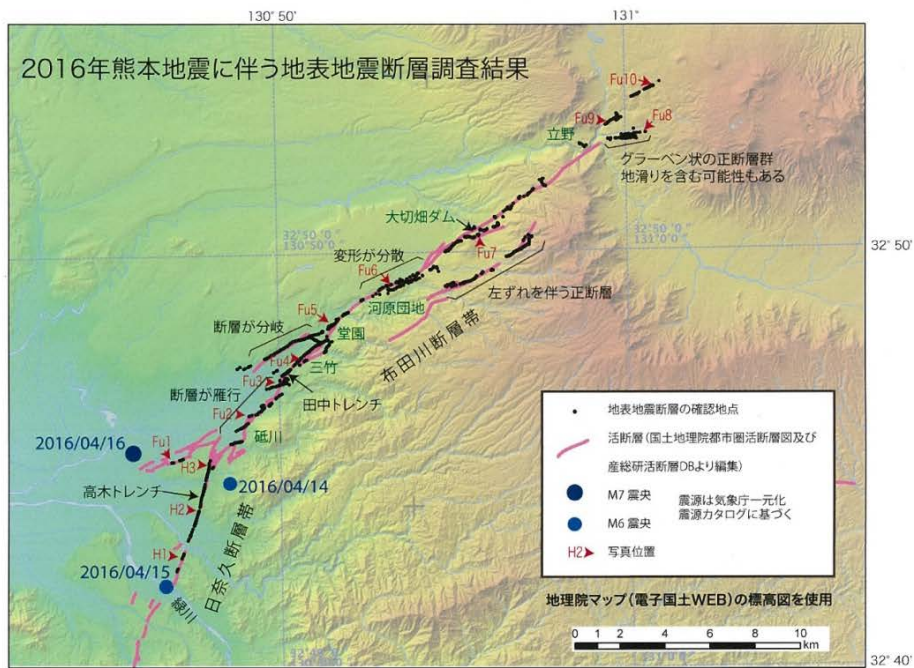 130° 50'
131°
2016年熊本地震に伴う地表地震断層調査結果
Fu10
Fu9
Fu8
立野
グラーベン状の正断層群
地滑りを含む可能性もある
大切畑ダム
32°50'0"
130°50'0"
32°50'0"
131°0'0"
32° 50'
変形が分散
Fu6
Fu7
河原団地
左ずれを伴う正断層
Fu5
断層が分岐
堂園
布田川断層帯
Fu4
三竹
Fu3
断層が雁行
田中トレンチ
Fu2
砥川
2016/04/16
Fu1
H3
2016/04/14
高木トレンチ
H2
日奈久断層帯
H1
2016/04/15
緑川
地表地震断層の確認地点
活断層(国土地理院都市圏活断層図及び
産総研活断層DBより編集)
M7 震央
震源は気象庁一元化
震源カタログに基づく
M6 震央
H2
写真位置
地理院マップ(電子国土WEB)の標高図を使用
0 1 2 4 6 8 10
km
32° 40'